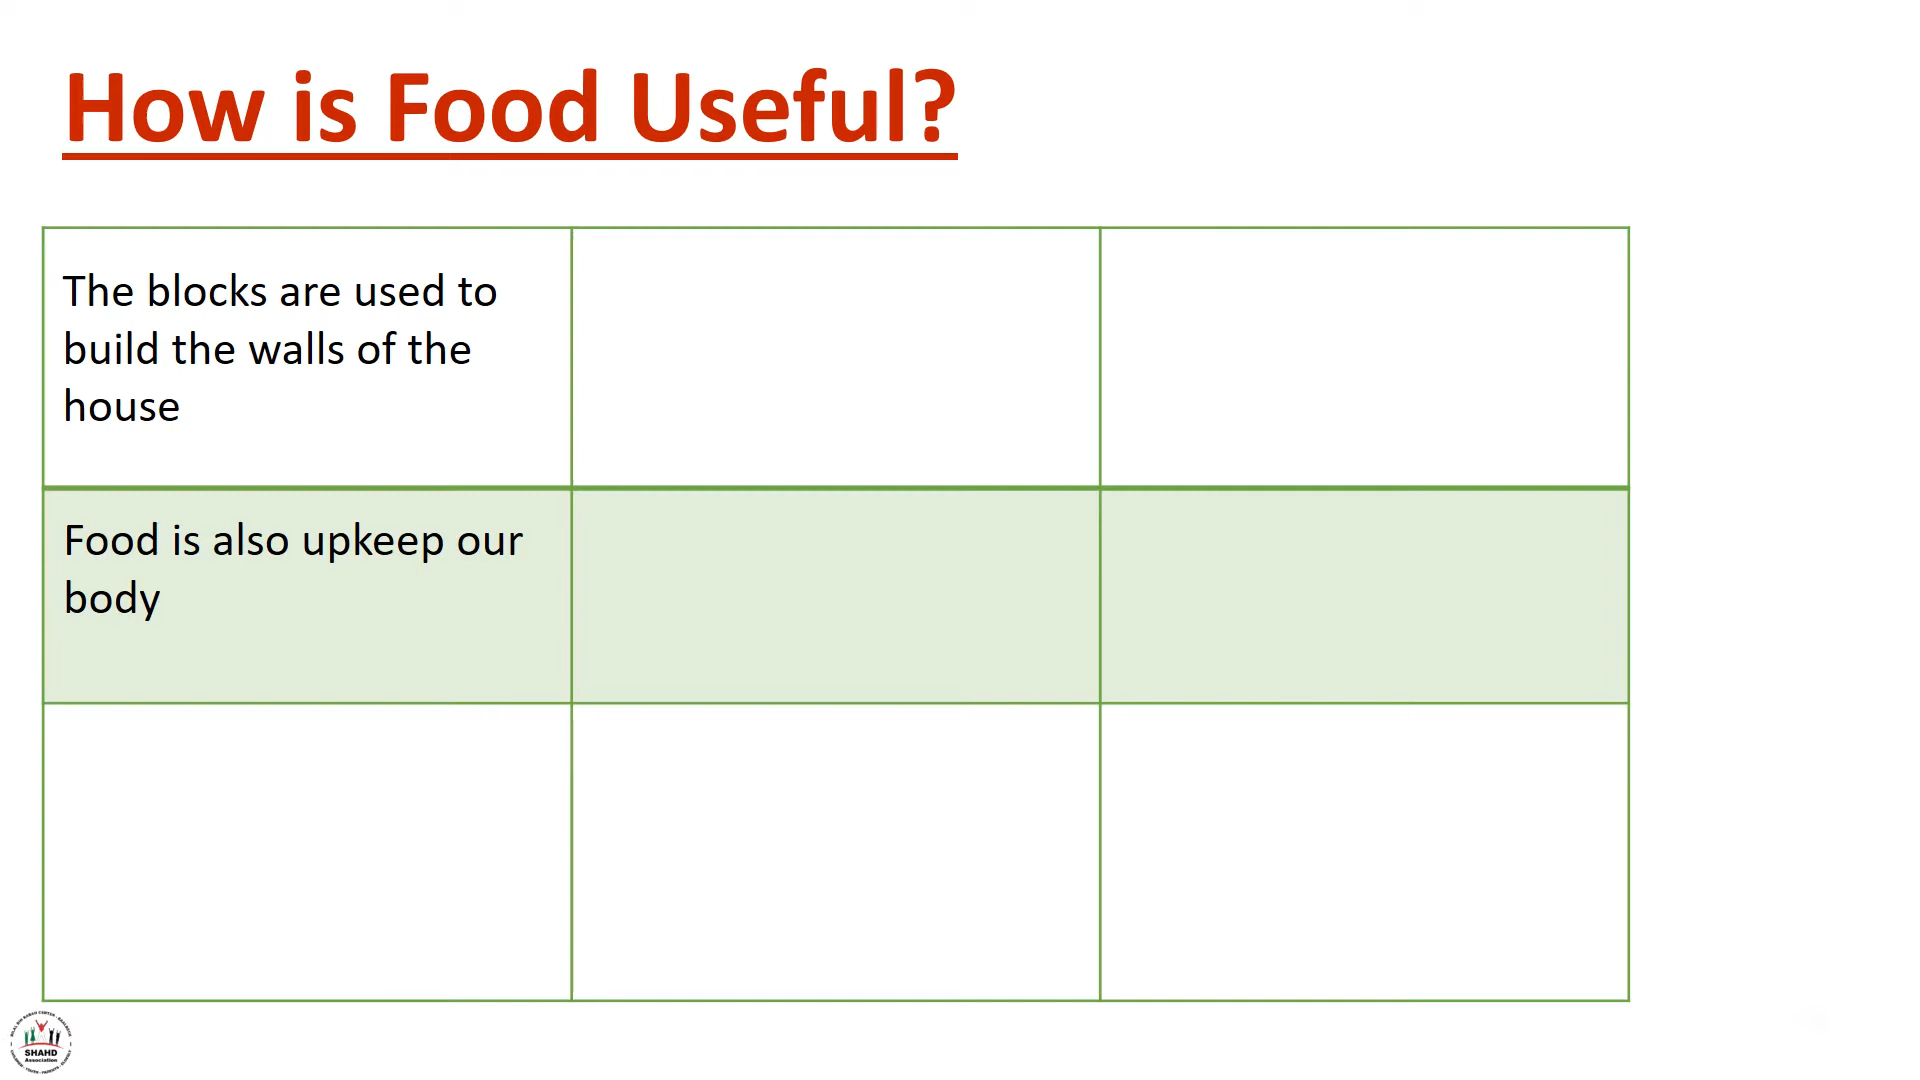 How is Food Useful?
The blocks are used to
build the walls of the
house
Food is also upkeep our
body
SHAHD
Association